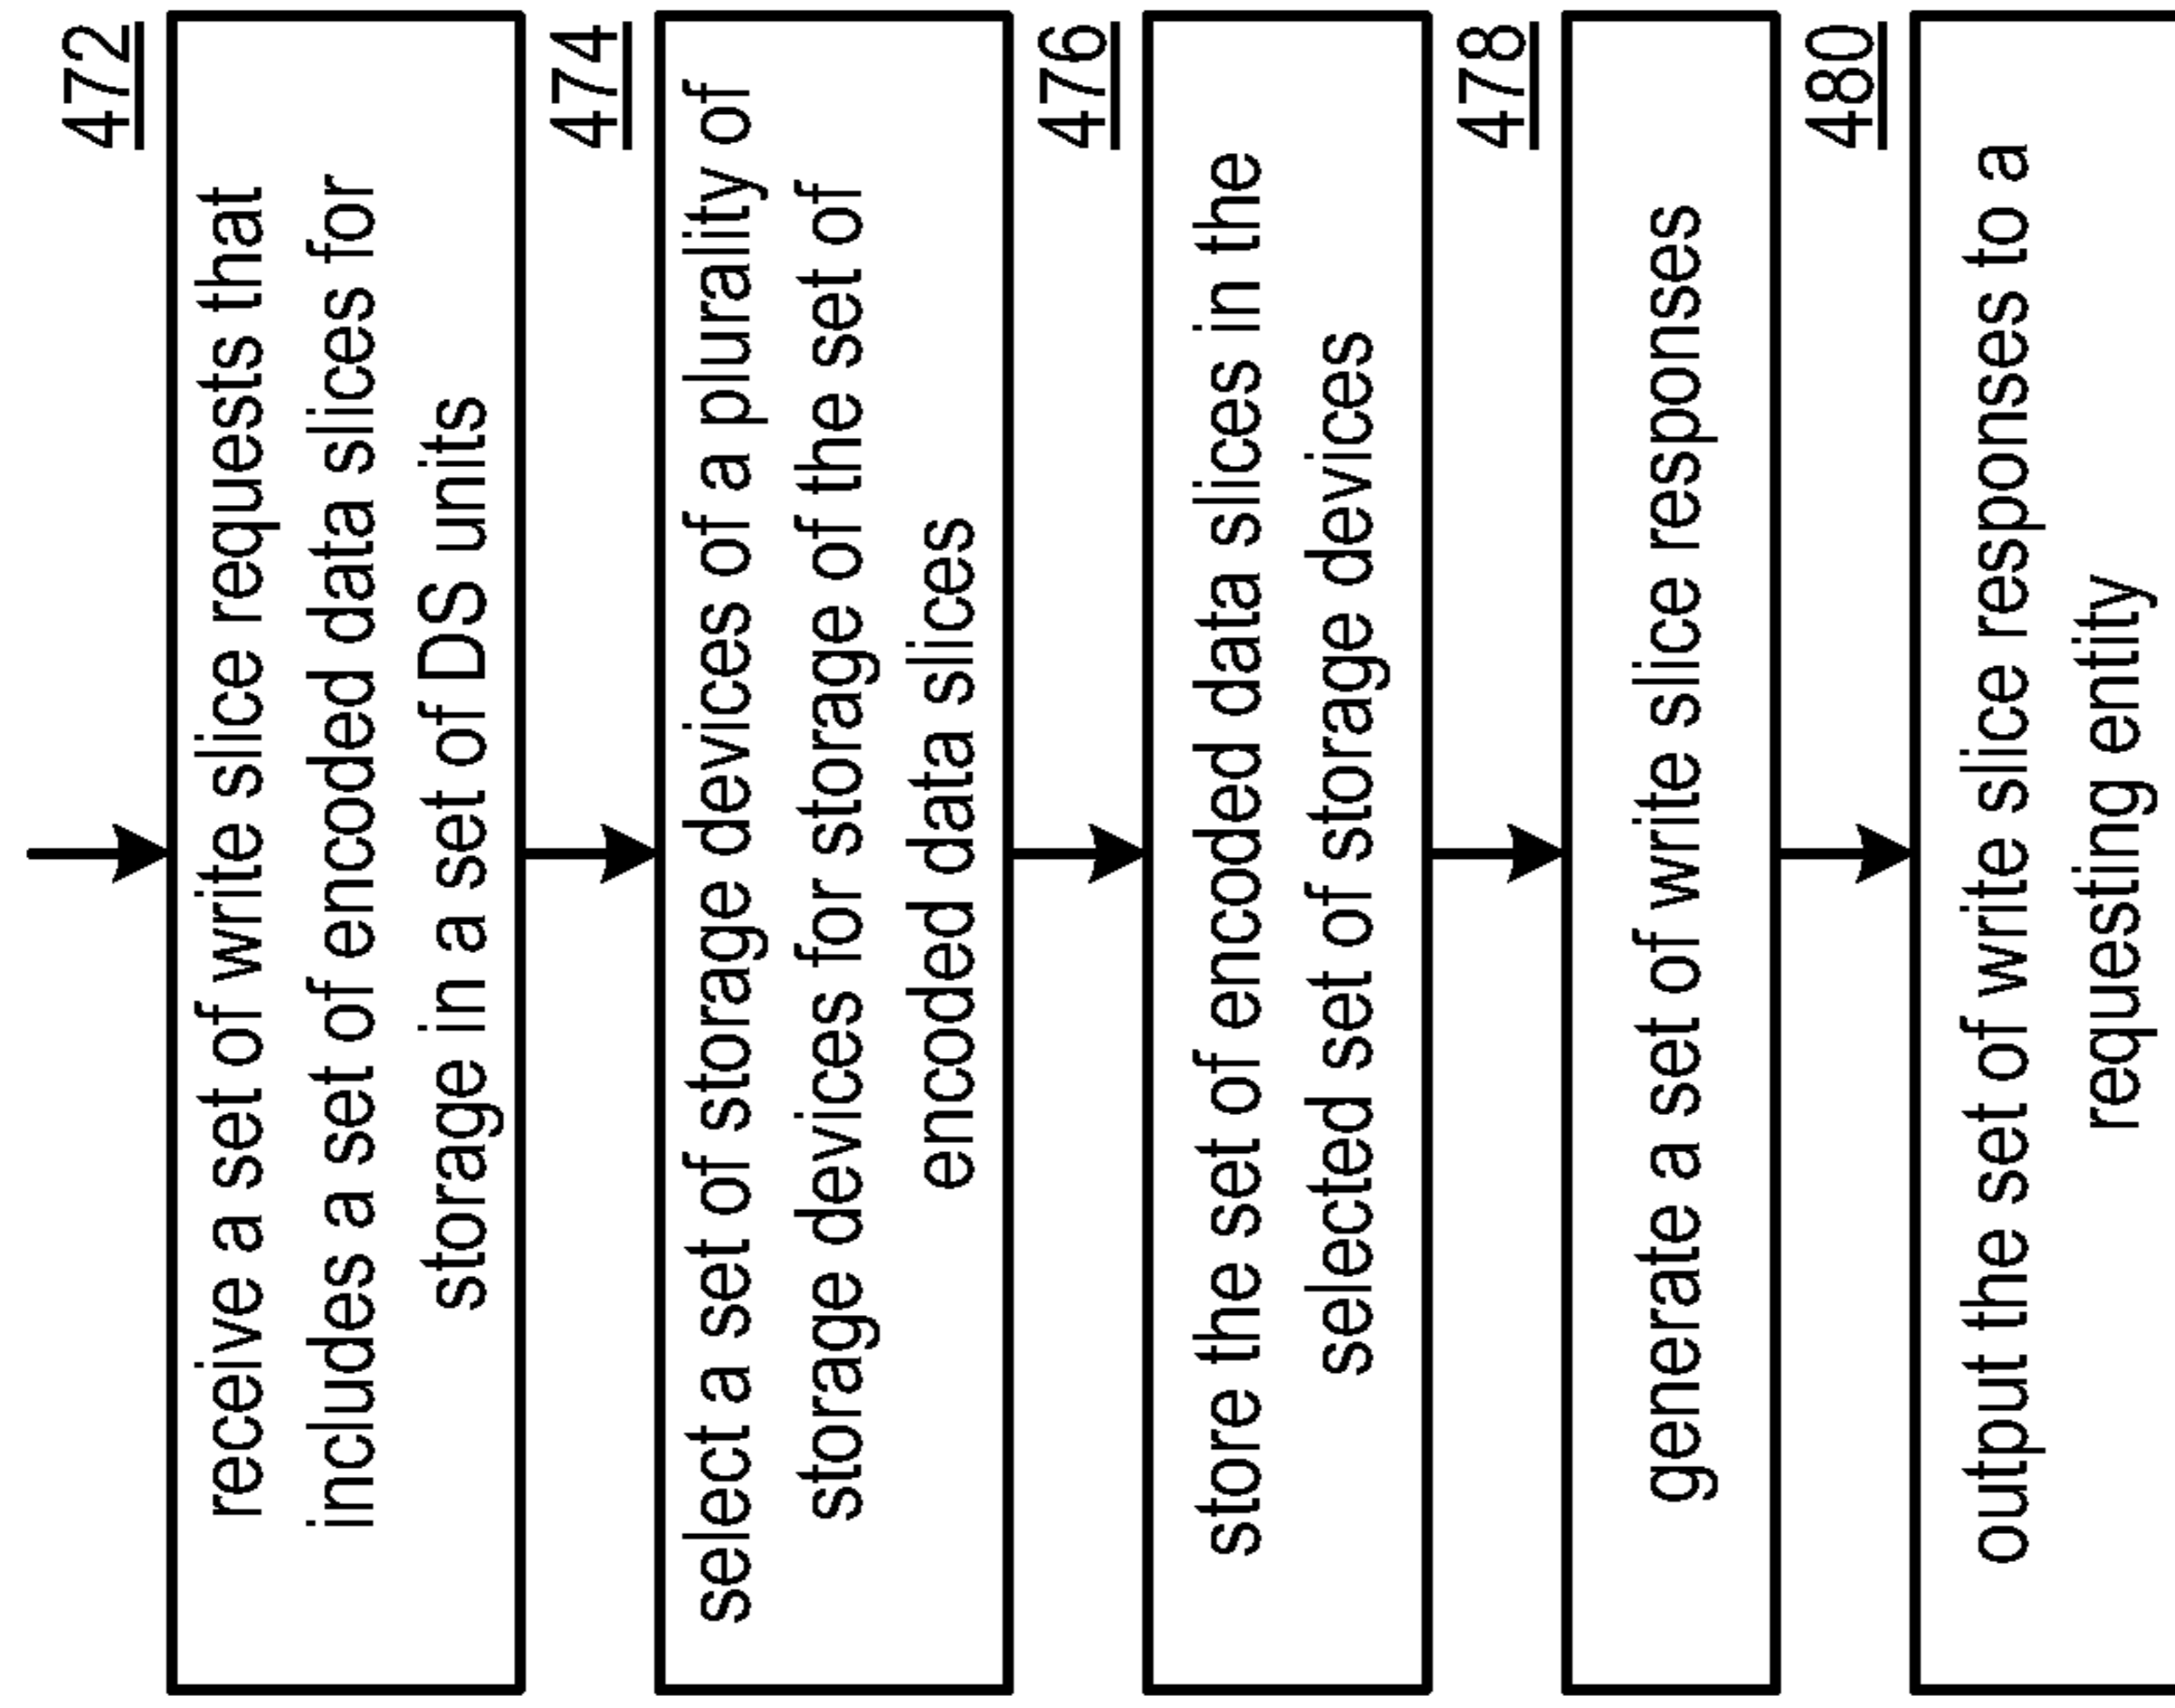 472
receive a set of write slice requests that
includes a set of encoded data slices for
storage in a set of DS units
474
select a set of storage devices of a plurality of
storage devices for storage of the set of
encoded data slices
476
store the set of encoded data slices in the
selected set of storage devices
478
generate a set of write slice responses
480
output the set of write slice responses to a
requesting entity